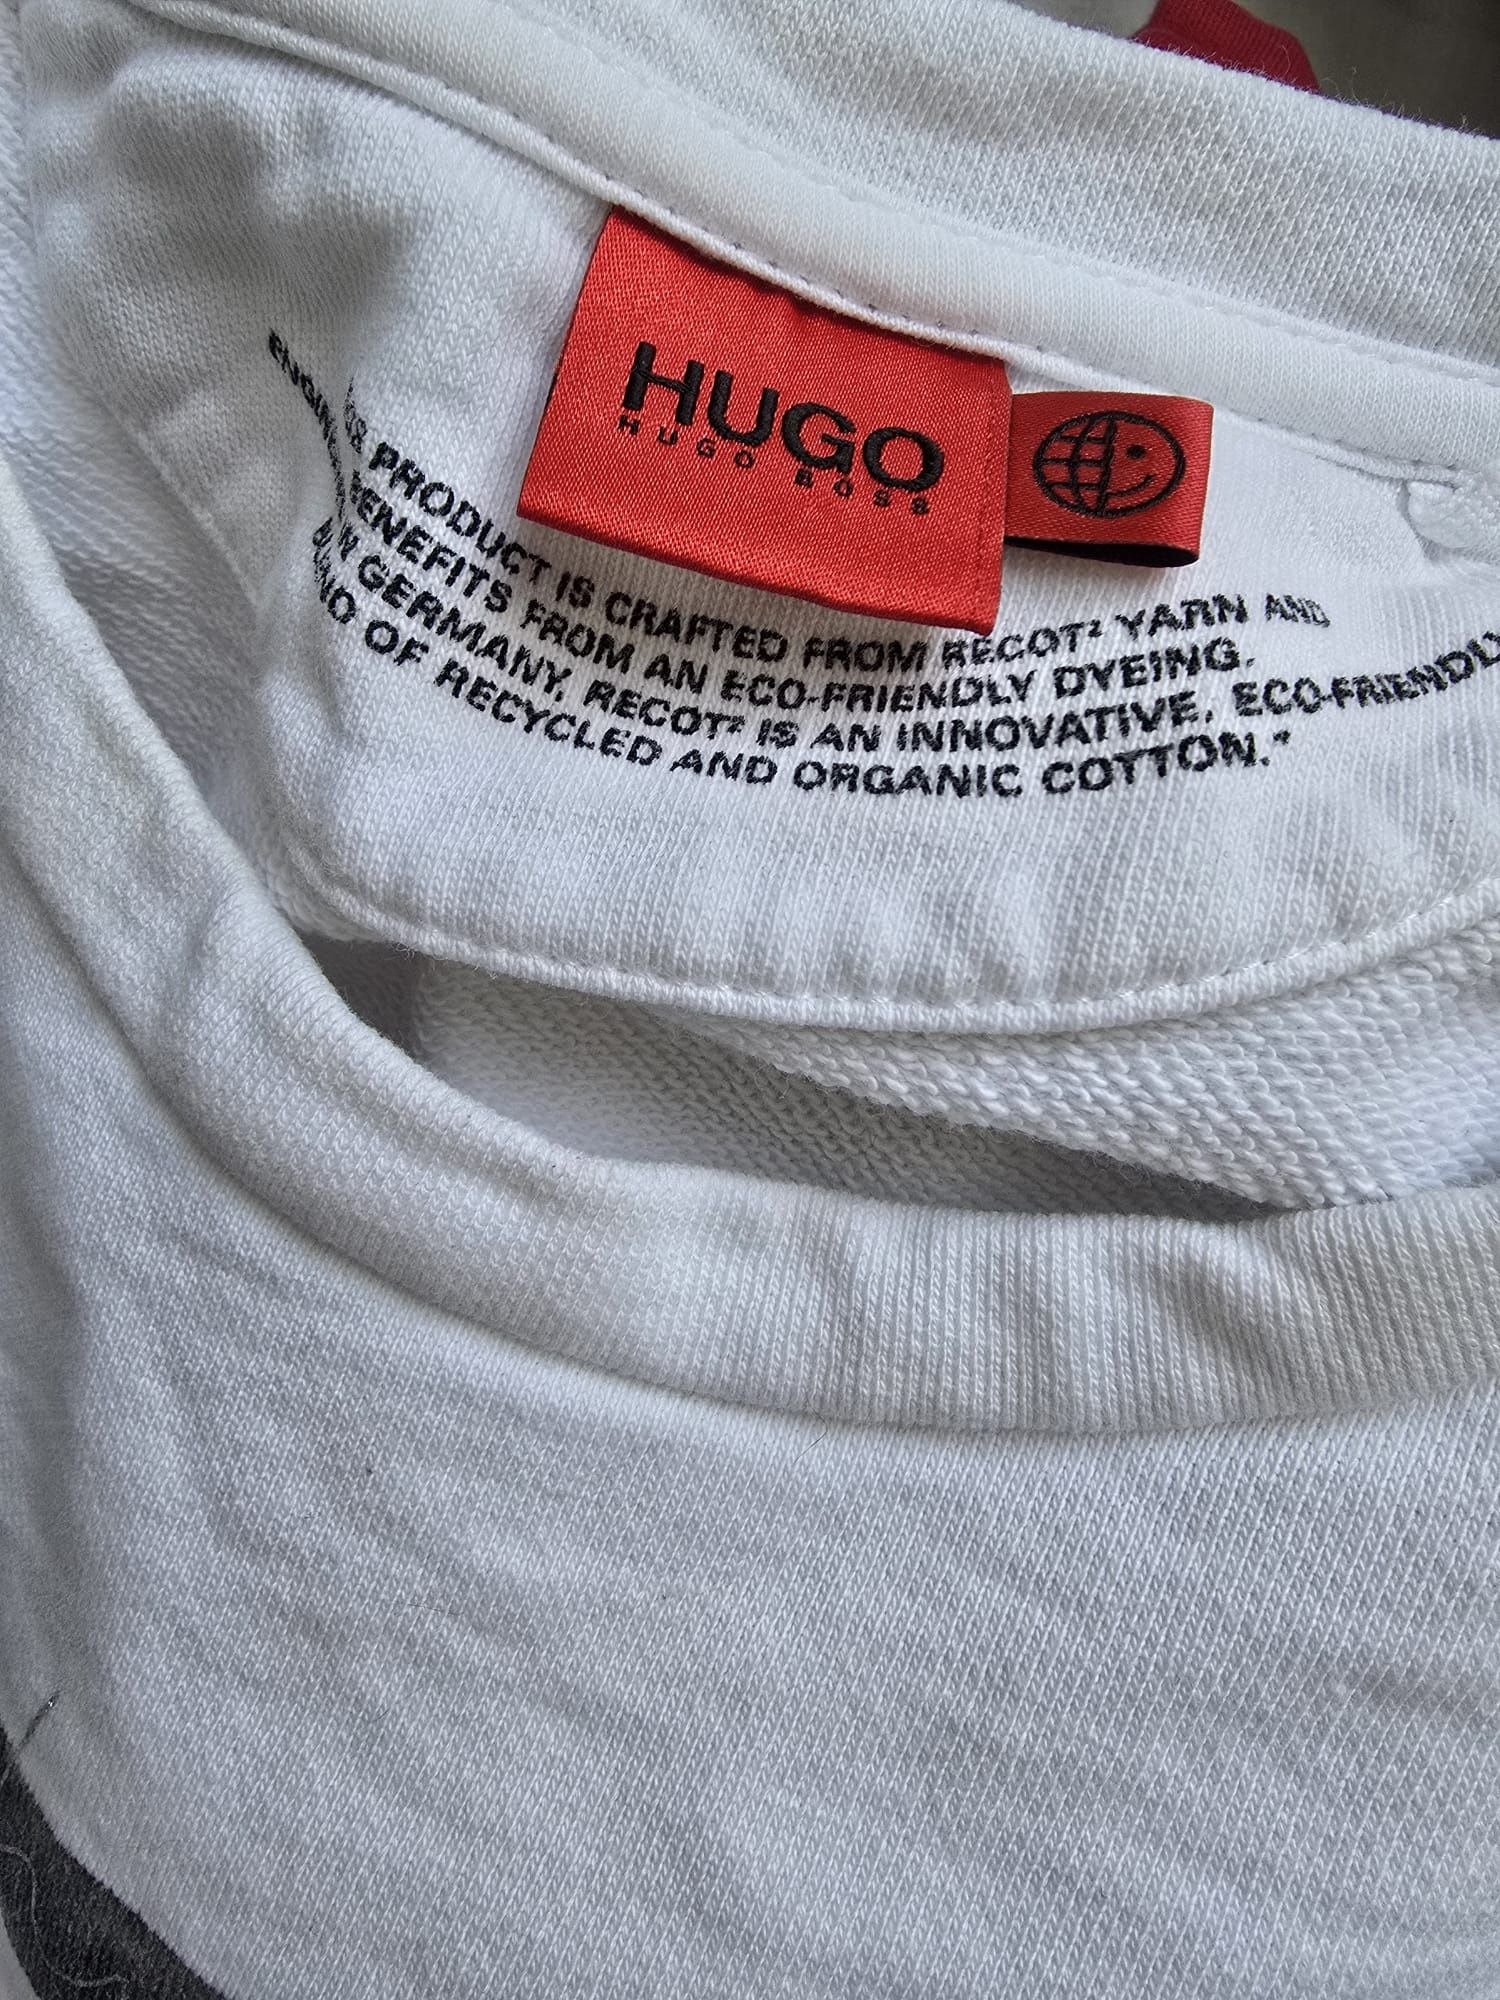 HUGO
HUGO BOSS
PRODUCT IS CRAFTED FROM RECOT² YARN AND
BENEFITS FROM AN ECO-FRIENDLY DYEING.
IN GERMANY, RECOT² IS AN INNOVATIVE, ECO-FRIENDLY
OF RECYCLED AND ORGANIC COTTON."